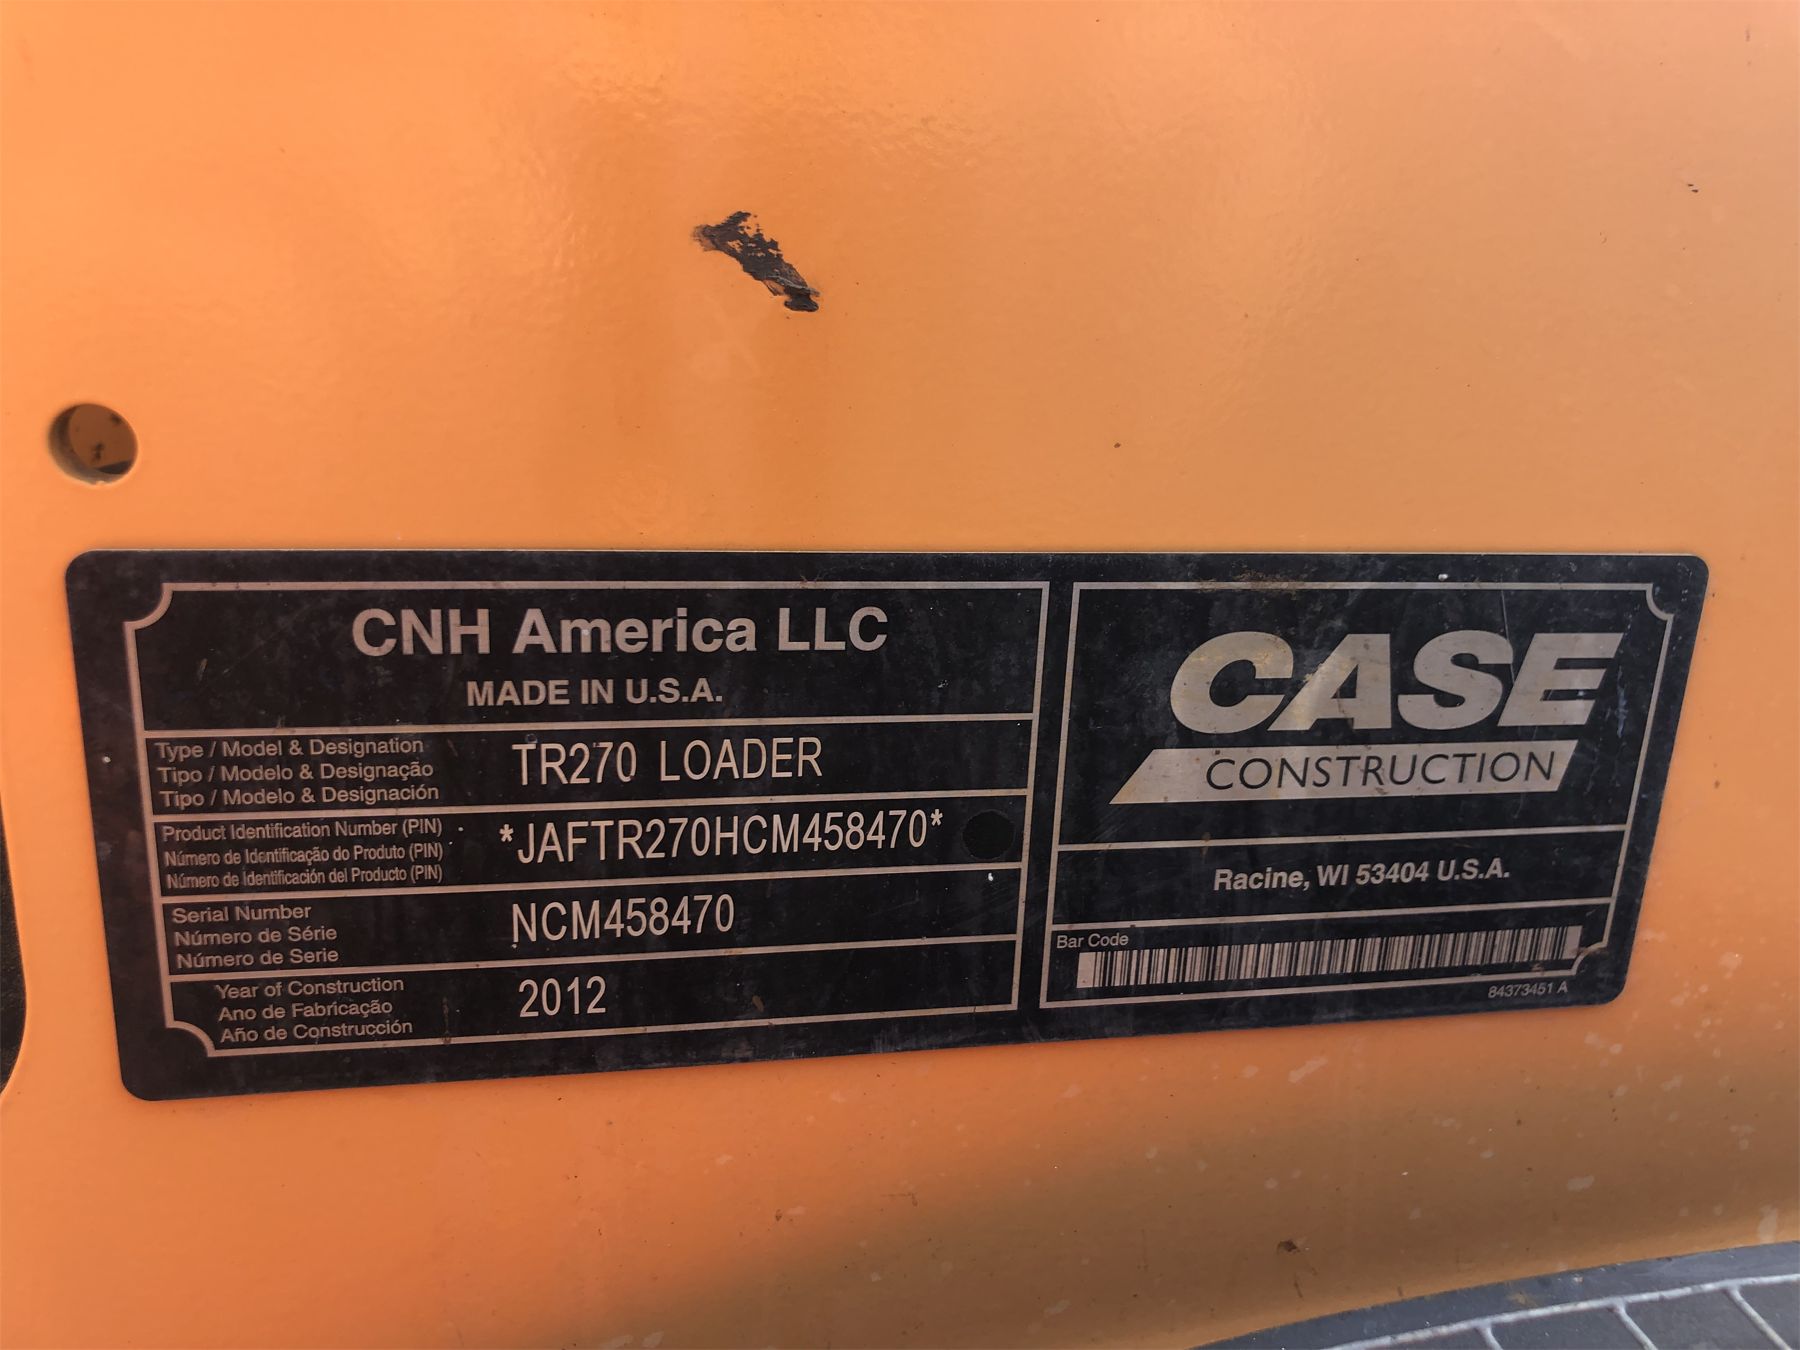 CNH America LLC
MADE IN U.S.A.
Type / Model & Designation
Tipo / Modelo & Designação
Tipo / Modelo & Designación
TR270 LOADER
Product Identification Number (PIN)
Número de Identificação do Produto (PIN)
Número de Identificación del Producto (PIN)
*JAFTR270HCM458470*
Serial Number
Número de Série
Número de Serie
NCM458470
Year of Construction
Ano de Fabricação
Año de Construcción
2012
CASE
CONSTRUCTION
Racine, WI 53404 U.S.A.
Bar Code
84373451 A